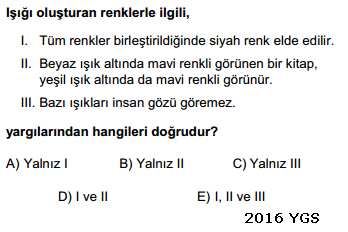 Işığı oluşturan renklerle ilgili,
I. Tüm renkler birleştirildiğinde siyah renk elde edilir.
II. Beyaz ışık altında mavi renkli görünen bir kitap,
yeşil ışık altında da mavi renkli görünür.
III. Bazı ışıkları insan gözü göremez.
yargılarından hangileri doğrudur?
A) Yalnız I B) Yalnız II C) Yalnız III
D) I ve II E) I, II ve III
2016 YGS